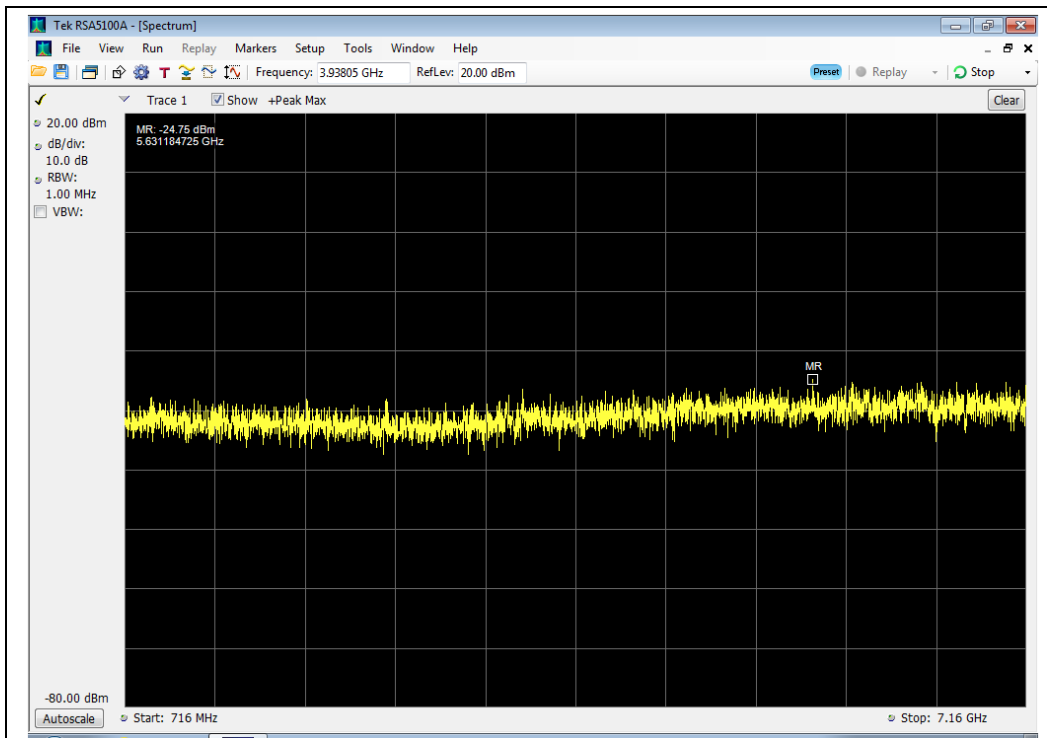 Tek RSA5100A - [Spectrum]
File View Run Replay Markers Setup Tools Window Help
T Frequency: 3.93805 GHz RefLev: 20.00 dBm Preset Replay Stop
Trace 1 Show +Peak Max Clear
20.00 dBm
dB/div:
10.0 dB
RBW:
1.00 MHz
VBW:
MR: -24.75 dBm
5.631184725 GHz
MR
-80.00 dBm
Autoscale Start: 716 MHz Stop: 7.16 GHz